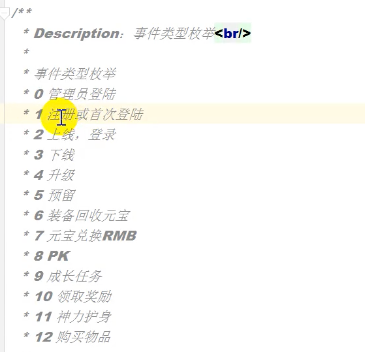 /**
* Description: 事件类型枚举<br/>
*
* 事件类型枚举
* 0 管理员登陆
* 1 注册或首次登陆
* 2 上线，登录
* 3 下线
* 4 升级
* 5 预留
* 6 装备回收元宝
* 7 元宝兑换RMB
* 8 PK
* 9 成长任务
* 10 领取奖励
* 11 神力护身
* 12 购买物品